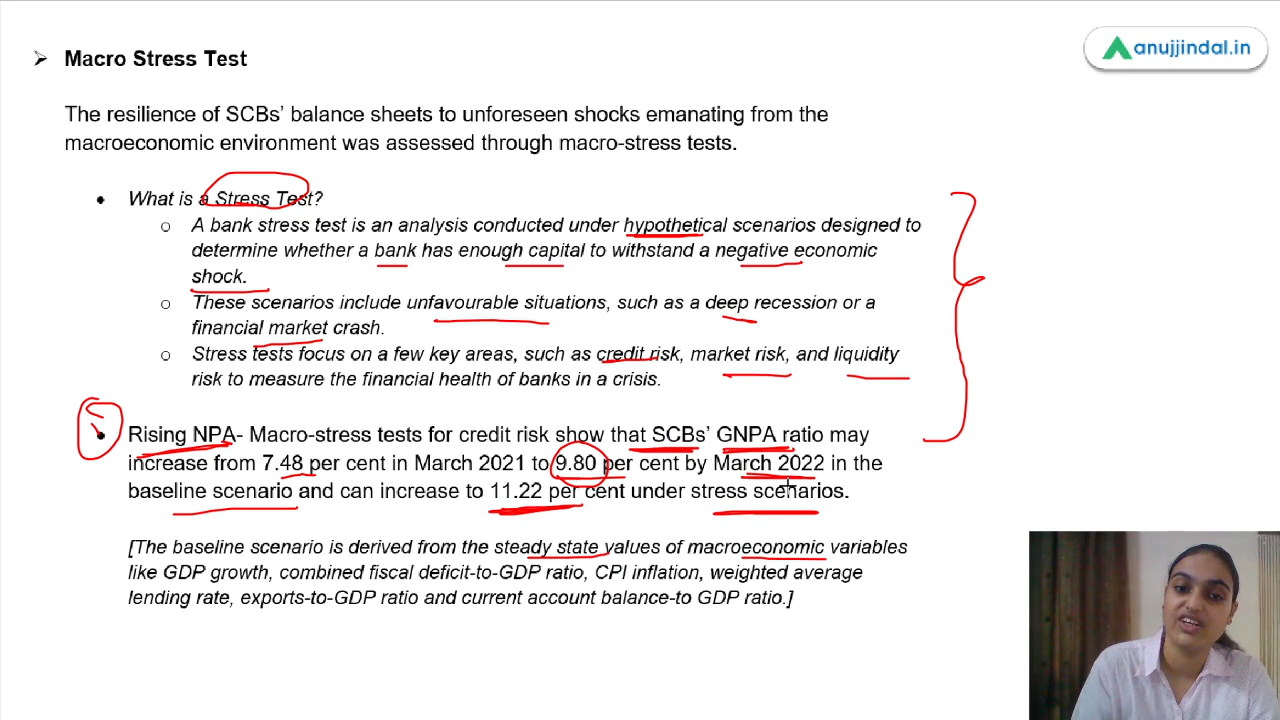 ➢ Macro Stress Test
anujjindal.in
The resilience of SCBs’ balance sheets to unforeseen shocks emanating from the
macroeconomic environment was assessed through macro-stress tests.
• What is a Stress Test?
o A bank stress test is an analysis conducted under hypothetical scenarios designed to
determine whether a bank has enough capital to withstand a negative economic
shock.
o These scenarios include unfavourable situations, such as a deep recession or a
financial market crash.
o Stress tests focus on a few key areas, such as credit risk, market risk, and liquidity
risk to measure the financial health of banks in a crisis.
• Rising NPA- Macro-stress tests for credit risk show that SCBs’ GNPA ratio may
increase from 7.48 per cent in March 2021 to 9.80 per cent by March 2022 in the
baseline scenario and can increase to 11.22 per cent under stress scenarios.
[The baseline scenario is derived from the steady state values of macroeconomic variables
like GDP growth, combined fiscal deficit-to-GDP ratio, CPI inflation, weighted average
lending rate, exports-to-GDP ratio and current account balance-to GDP ratio.]